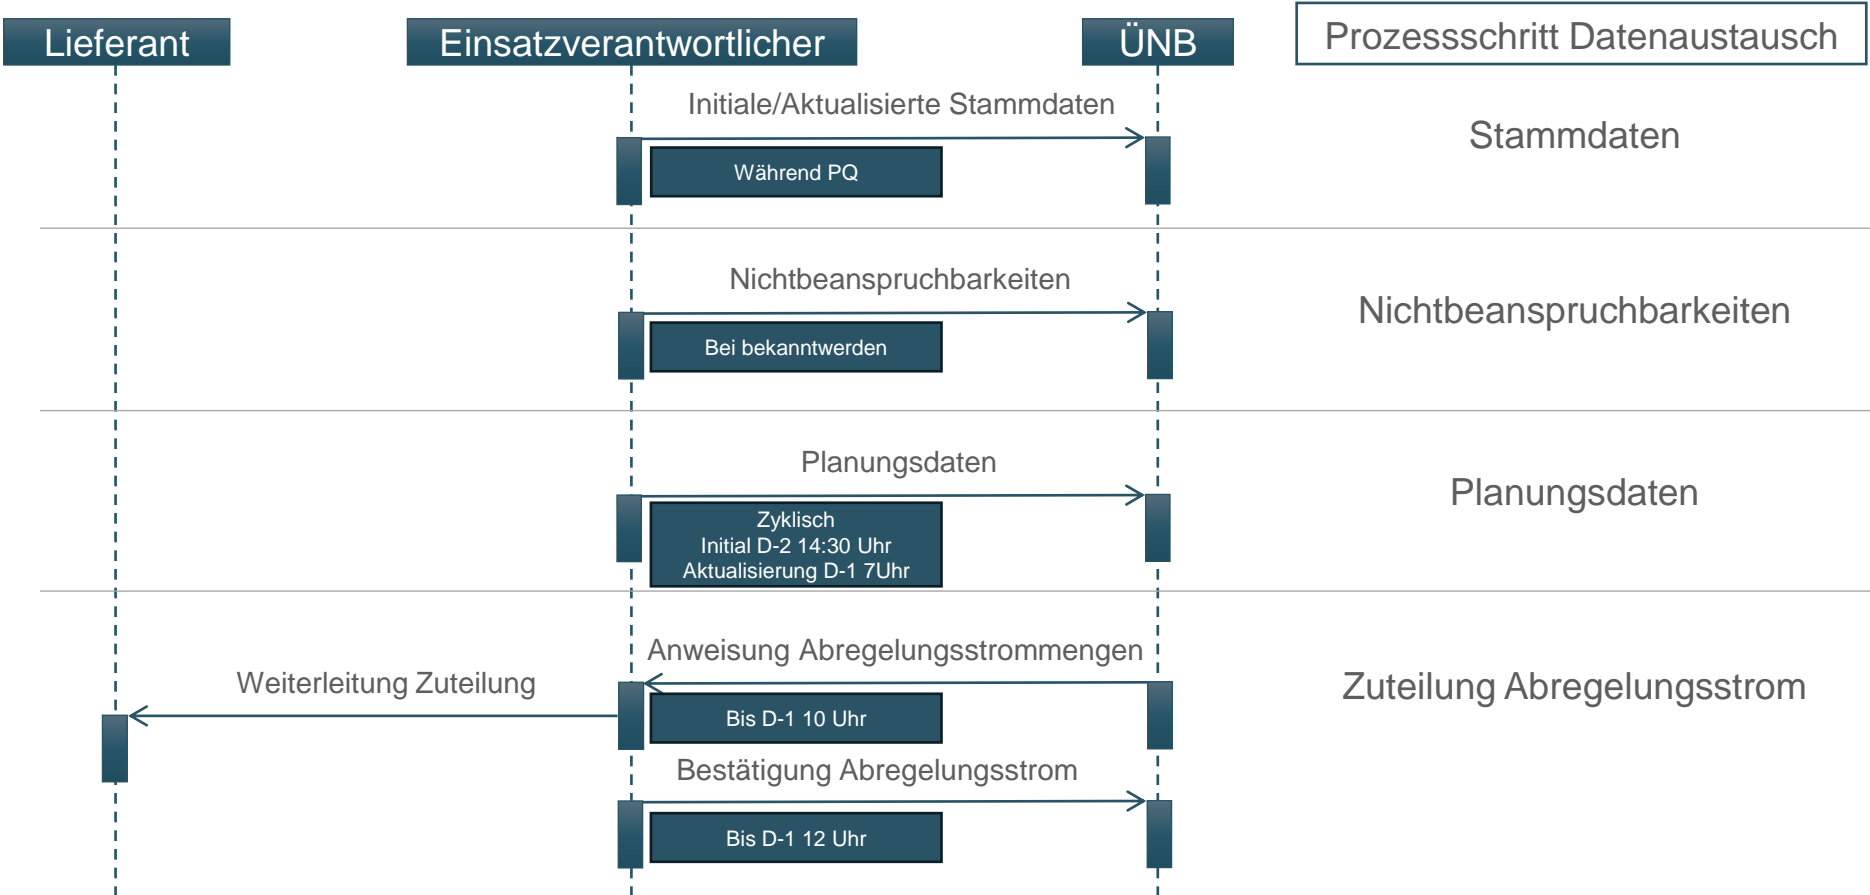 Lieferant
Einsatzverantwortlicher
ÜNB
Prozessschritt Datenaustausch
Initiale/Aktualisierte Stammdaten
Während PQ
Stammdaten
Nichtbeanspruchbarkeiten
Bei bekanntwerden
Nichtbeanspruchbarkeiten
Planungsdaten
Zyklisch
Initial D-2 14:30 Uhr
Aktualisierung D-1 7Uhr
Planungsdaten
Anweisung Abregelungsstrommengen
Weiterleitung Zuteilung
Bis D-1 10 Uhr
Zuteilung Abregelungsstrom
Bestätigung Abregelungsstrom
Bis D-1 12 Uhr